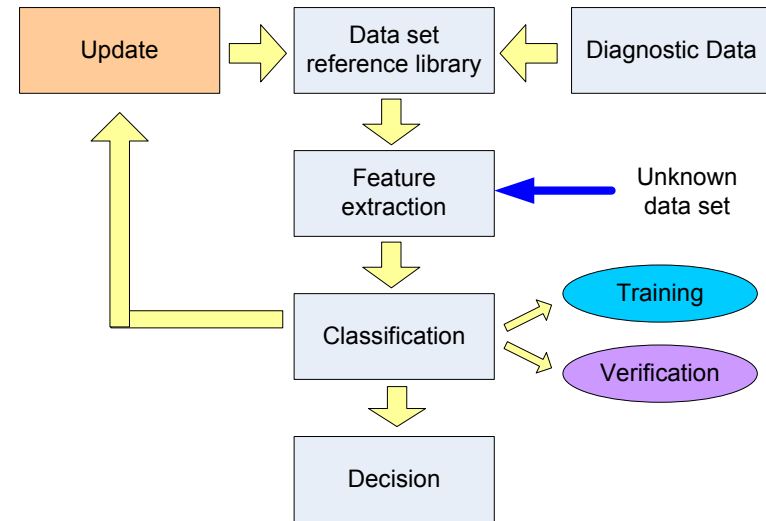 Update
Data set
reference library
Diagnostic Data
Feature
extraction
Unknown
data set
Training
Classification
Verification
Decision